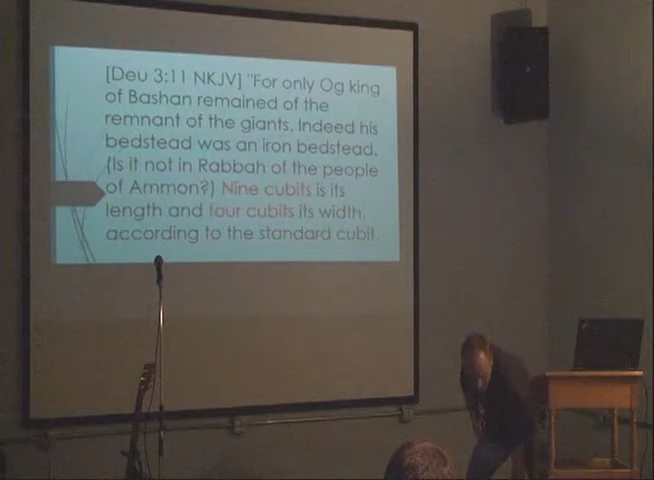 [Deu 3:11 NKJV] "For only Og king
of Bashan remained of the
remnant of the giants. Indeed his
bedstead was an iron bedstead.
(Is it not in Rabbah of the people
of Ammon?) Nine cubits is its
length and four cubits its width,
according to the standard cubit.